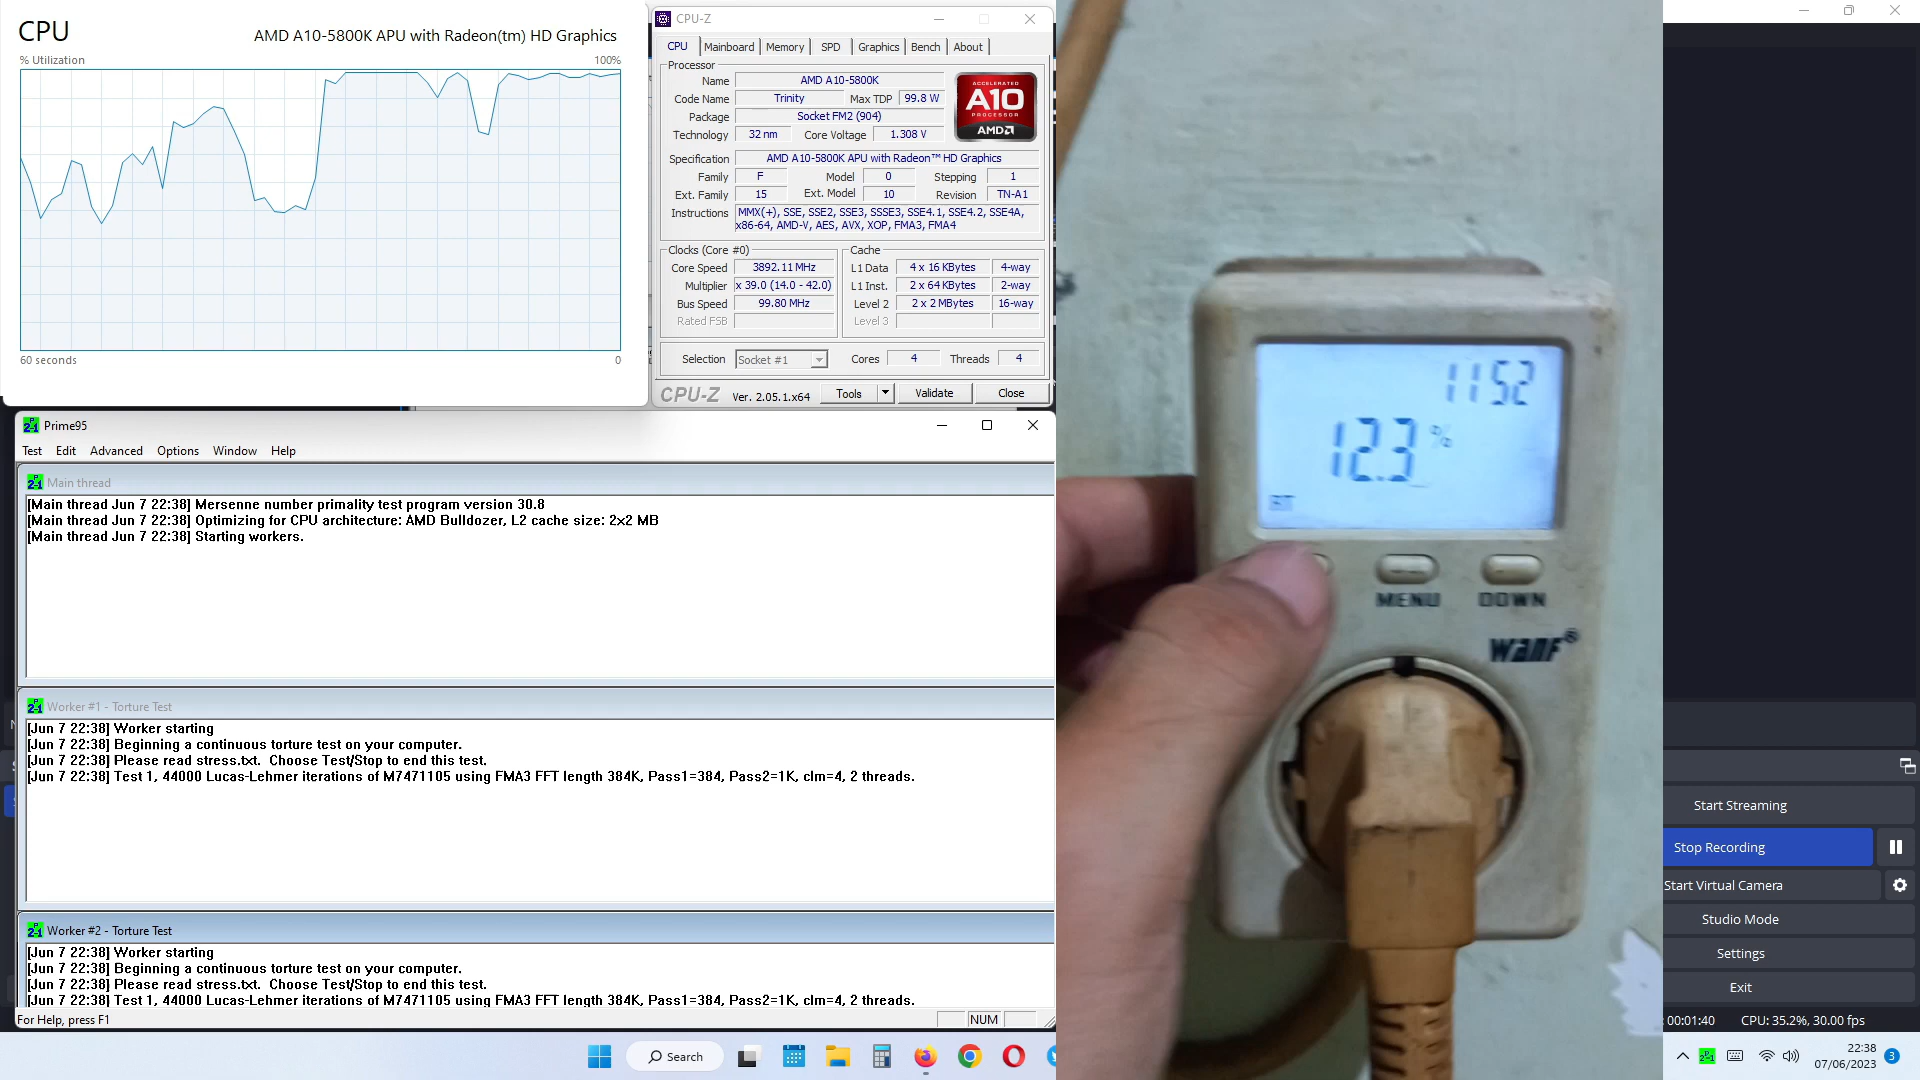 CPU
AMD A10-5800K APU with Radeon(tm) HD Graphics
% Utilization
100%
60 seconds
0
CPU-Z
CPU
Mainboard
Memory
SPD
Graphics
Bench
About
Processor
Name
AMD A10-5800K
Code Name
Trinity
Max TDP
99.8 W
Package
Socket FM2 (904)
Technology
32 nm
Core Voltage
1.308 V
ACCELERATED
A10
PROCESSOR
AMD
Specification
AMD A10-5800K APU with Radeon™ HD Graphics
Family
F
Model
0
Stepping
1
Ext. Family
15
Ext. Model
10
Revision
TN-A1
Instructions
MMX(+), SSE, SSE2, SSE3, SSSE3, SSE4.1, SSE4.2, SSE4A,
x86-64, AMD-V, AES, AVX, XOP, FMA3, FMA4
Clocks (Core #0)
Core Speed
3892.11 MHz
Multiplier
x 39.0 (14.0 - 42.0)
Bus Speed
99.80 MHz
Rated FSB
Cache
L1 Data
4 x 16 KBytes
4-way
L1 Inst.
2 x 64 KBytes
2-way
Level 2
2 x 2 MBytes
16-way
Level 3
Selection
Socket #1
Cores
4
Threads
4
CPU-Z
Ver. 2.05.1.x64
Tools
Validate
Close
Prime95
Test
Edit
Advanced
Options
Window
Help
Main thread
[Main thread Jun 7 22:38] Mersenne number primality test program version 30.8
[Main thread Jun 7 22:38] Optimizing for CPU architecture: AMD Bulldozer, L2 cache size: 2x2 MB
[Main thread Jun 7 22:38] Starting workers.
Worker #1 - Torture Test
[Jun 7 22:38] Worker starting
[Jun 7 22:38] Beginning a continuous torture test on your computer.
[Jun 7 22:38] Please read stress.txt.  Choose Test/Stop to end this test.
[Jun 7 22:38] Test 1, 44000 Lucas-Lehmer iterations of M7471105 using FMA3 FFT length 384K, Pass1=384, Pass2=1K, clm=4, 2 threads.
Worker #2 - Torture Test
[Jun 7 22:38] Worker starting
[Jun 7 22:38] Beginning a continuous torture test on your computer.
[Jun 7 22:38] Please read stress.txt.  Choose Test/Stop to end this test.
[Jun 7 22:38] Test 1, 44000 Lucas-Lehmer iterations of M7471105 using FMA3 FFT length 384K, Pass1=384, Pass2=1K, clm=4, 2 threads.
For Help, press F1
NUM
1152
12.3 %
MENU
DOWN
wanf®
Start Streaming
Stop Recording
Start Virtual Camera
Studio Mode
Settings
Exit
00:01:40
CPU: 35.2%, 30.00 fps
Search
22:38
07/06/2023
3